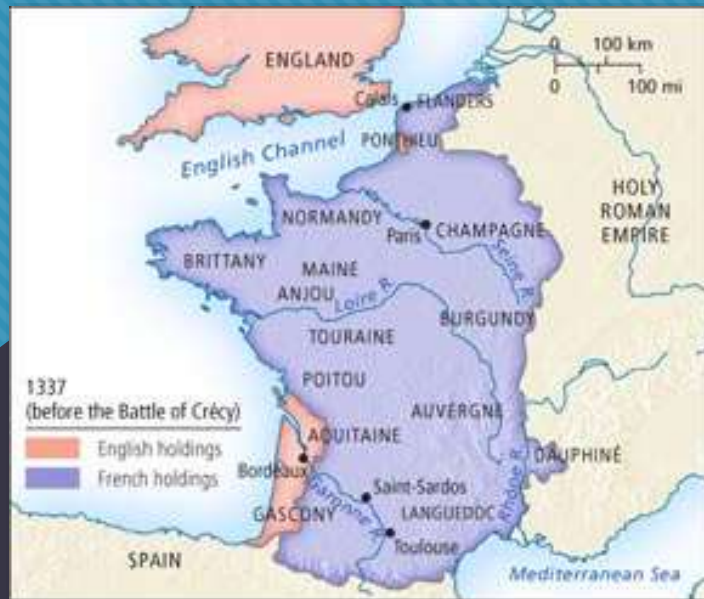 ENGLAND
0 100 km
0 100 mi
Calais
FLANDERS
English Channel
PONTHIEU
HOLY
ROMAN
EMPIRE
NORMANDY
Paris
CHAMPAGNE
Seine R.
BRITTANY
MAINE
ANJOU
Loire R.
BURGUNDY
TOURAINE
POITOU
1337
(before the Battle of Crécy)
English holdings
French holdings
AUVERGNE
AQUITAINE
DAUPHINÉ
Bordeaux
Rhône R.
Garonne R.
Saint-Sardos
GASCONY
LANGUEDOC
Toulouse
SPAIN
Mediterranean Sea